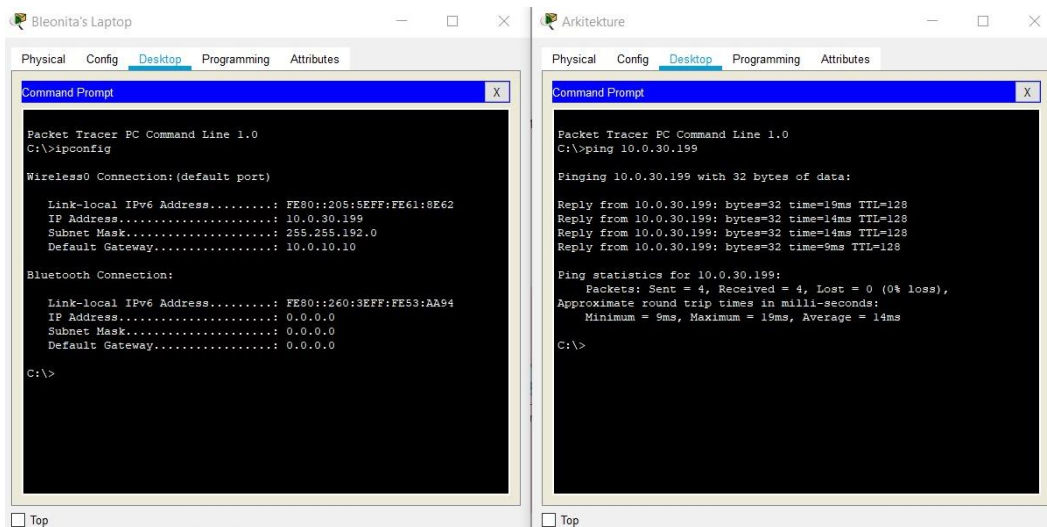 Bleonita's Laptop
Physical Config Desktop Programming Attributes
Command Prompt
X
Packet Tracer PC Command Line 1.0
C:\>ipconfig
Wireless0 Connection:(default port)
Link-local IPv6 Address.........: FE80::205:5EFF:FE61:8E62
IP Address......................: 10.0.30.199
Subnet Mask.....................: 255.255.192.0
Default Gateway.................: 10.0.10.10
Bluetooth Connection:
Link-local IPv6 Address.........: FE80::260:3EFF:FE53:AA94
IP Address......................: 0.0.0.0
Subnet Mask.....................: 0.0.0.0
Default Gateway.................: 0.0.0.0
C:\>
Top
Arkitekture
Physical Config Desktop Programming Attributes
Command Prompt
X
Packet Tracer PC Command Line 1.0
C:\>ping 10.0.30.199
Pinging 10.0.30.199 with 32 bytes of data:
Reply from 10.0.30.199: bytes=32 time=19ms TTL=128
Reply from 10.0.30.199: bytes=32 time=14ms TTL=128
Reply from 10.0.30.199: bytes=32 time=14ms TTL=128
Reply from 10.0.30.199: bytes=32 time=9ms TTL=128
Ping statistics for 10.0.30.199:
Packets: Sent = 4, Received = 4, Lost = 0 (0% loss),
Approximate round trip times in milli-seconds:
Minimum = 9ms, Maximum = 19ms, Average = 14ms
C:\>
Top